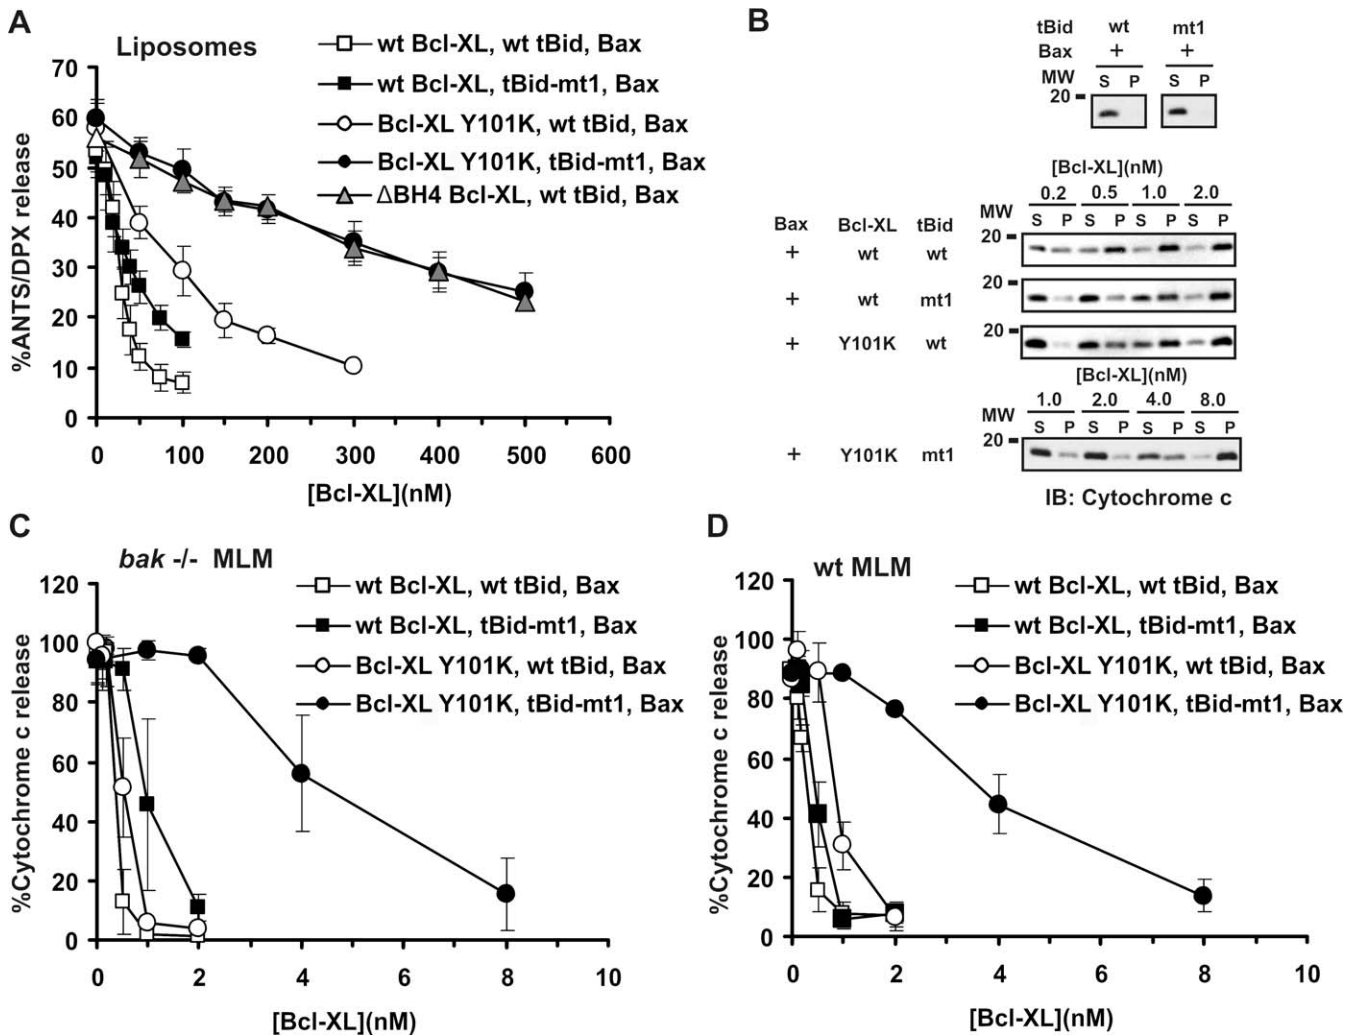 A
Liposomes
wt Bcl-XL, wt tBid, Bax
wt Bcl-XL, tBid-mt1, Bax
Bcl-XL Y101K, wt tBid, Bax
Bcl-XL Y101K, tBid-mt1, Bax
ΔBH4 Bcl-XL, wt tBid, Bax
%ANTS/DPX release
70
60
50
40
30
20
10
0
0 100 200 300 400 500 600
[Bcl-XL](nM)
B
tBid wt mt1
Bax + +
MW S P S P
20
[Bcl-XL](nM)
0.2 0.5 1.0 2.0
Bax Bcl-XL tBid MW S P S P S P S P
20
+ wt wt
20
+ wt mt1
20
+ Y101K wt
[Bcl-XL](nM)
1.0 2.0 4.0 8.0
MW S P S P S P S P
20
+ Y101K mt1
IB: Cytochrome c
C
bak -/- MLM
wt Bcl-XL, wt tBid, Bax
wt Bcl-XL, tBid-mt1, Bax
Bcl-XL Y101K, wt tBid, Bax
Bcl-XL Y101K, tBid-mt1, Bax
%Cytochrome c release
120
100
80
60
40
20
0
0 2 4 6 8 10
[Bcl-XL](nM)
D
wt MLM
wt Bcl-XL, wt tBid, Bax
wt Bcl-XL, tBid-mt1, Bax
Bcl-XL Y101K, wt tBid, Bax
Bcl-XL Y101K, tBid-mt1, Bax
%Cytochrome c release
120
100
80
60
40
20
0
0 2 4 6 8 10
[Bcl-XL](nM)